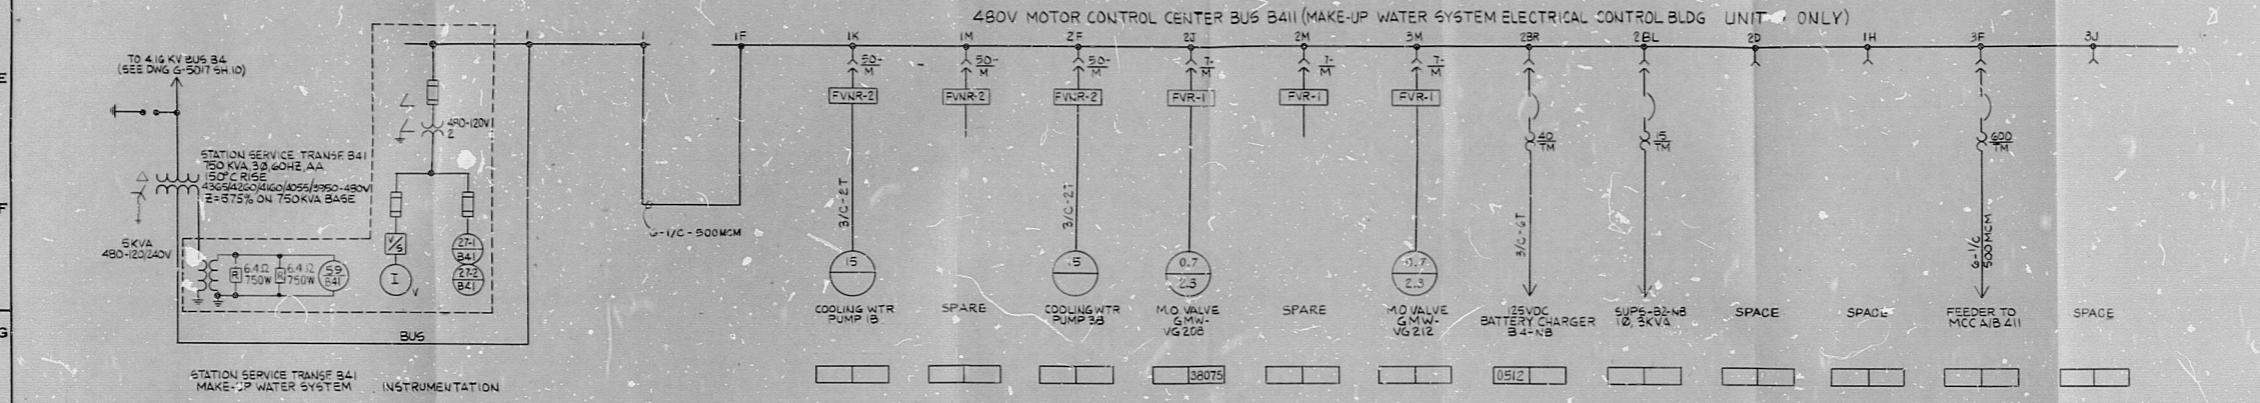 480V MOTOR CONTROL CENTER BUS B411 (MAKE-UP WATER SYSTEM ELECTRICAL CONTROL BLDG UNIT ONLY)
E
F
G
TO 4.16 KV BUS B4
(SEE DWG G-5017 SH.10)
480-120V
2
STATION SERVICE TRANSF. B41
750 KVA, 3Ø, 60HZ, AA
150°C RISE
4365/4260/4160/4055/3950-480V
Z=5.75% ON 750KVA BASE
5KVA
480-120/240V
R
6.4Ω
750W
R
6.4Ω
750W
59
B41
V/S
I
V
27-1
B41
27-2
B41
BUS
STATION SERVICE TRANSF. B41
MAKE-UP WATER SYSTEM
INSTRUMENTATION
1
1
1F
6-1/C-500MCM
1K
50-
M
FVNR-2
3/C-2T
15
COOLING WTR
PUMP 1B
1M
50-
M
FVNR-2
SPARE
2F
50-
M
FVNR-2
3/C-2T
15
COOLING WTR
PUMP 3B
2J
7-
M
FVR-1
0.7
2.3
M.O. VALVE
GMW-
VG208
38075
2M
7-
M
FVR-1
SPARE
3M
7-
M
FVR-1
0.7
2.3
M.O VALVE
GMW-
VG212
2BR
40
TM
3/C-6T
125VDC
BATTERY CHARGER
B4-NB
0512
2BL
15
TM
SUPS-B2-NB
1Ø, 3KVA
2D
SPACE
1H
SPACE
3F
600
TM
6-1/C
500MCM
FEEDER TO
MCC A/B 411
3J
SPACE